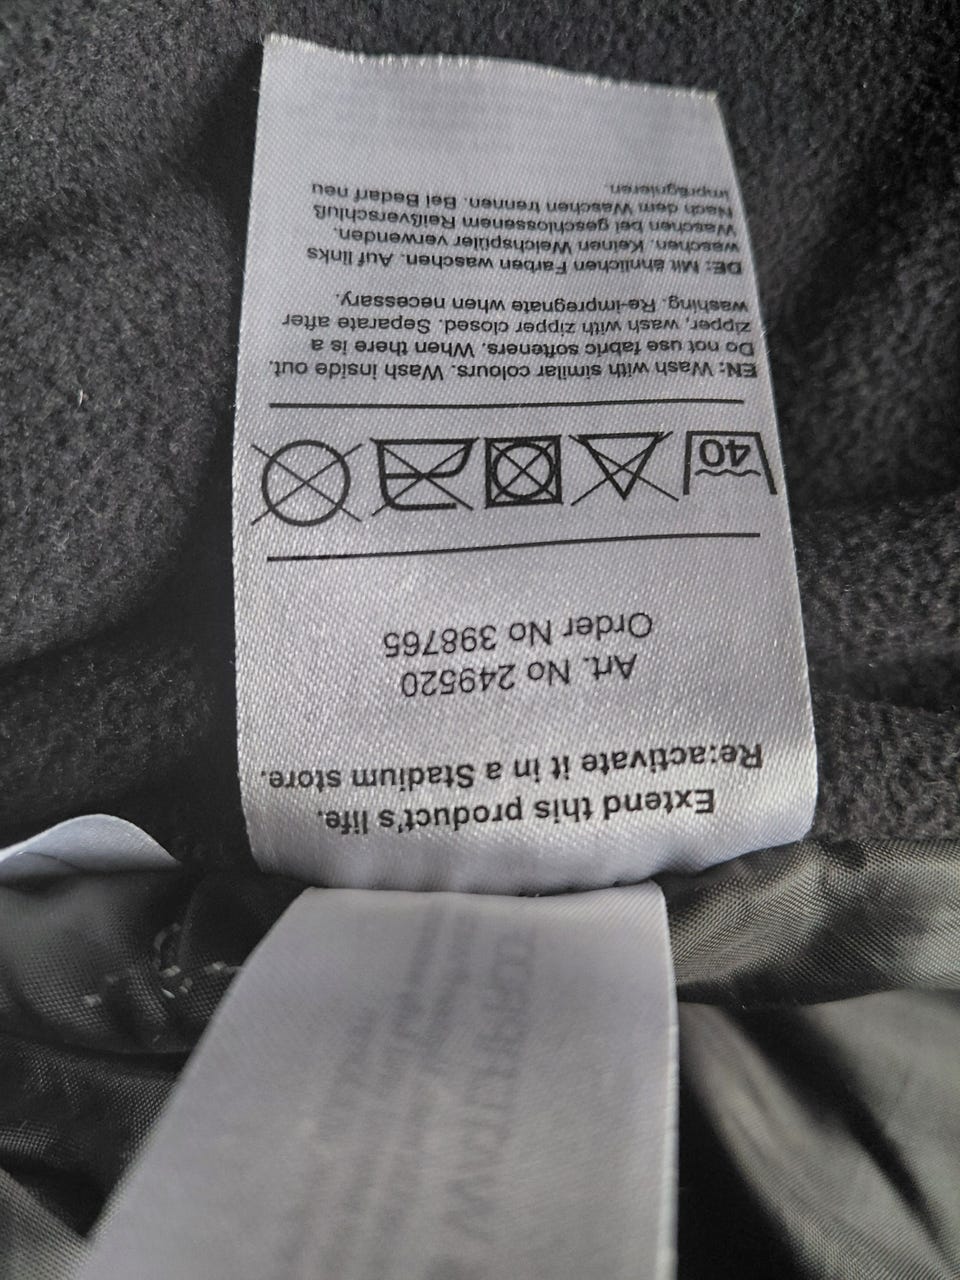 Extend this product's life.
Re:activate it in a Stadium store.
Art. No 249520
Order No 398765
40
EN: Wash with similar colours. Wash inside out.
Do not use fabric softeners. When there is a
zipper, wash with zipper closed. Separate after
washing. Re-impregnate when necessary.
DE: Mit ähnlichen Farben waschen. Auf links
waschen. Keinen Weichspüler verwenden.
Waschen bei geschlossenem Reißverschluß
Nach dem Waschen trennen. Bei Bedarf neu
imprägnieren.